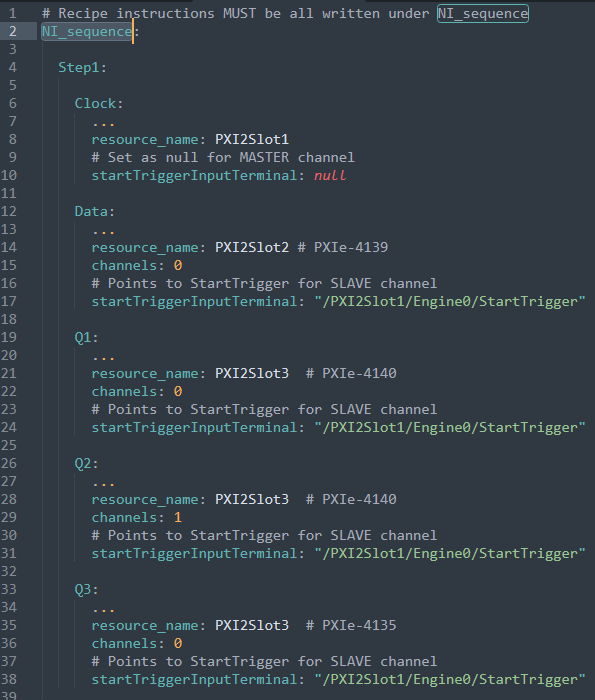 1 # Recipe instructions MUST be all written under NI_sequence
2 NI_sequence:
3
4 Step1:
5
6 Clock:
7 ...
8 resource_name: PXI2Slot1
9 # Set as null for MASTER channel
10 startTriggerInputTerminal: null
11
12 Data:
13 ...
14 resource_name: PXI2Slot2 # PXIe-4139
15 channels: 0
16 # Points to StartTrigger for SLAVE channel
17 startTriggerInputTerminal: "/PXI2Slot1/Engine0/StartTrigger"
18
19 Q1:
20 ...
21 resource_name: PXI2Slot3  # PXIe-4140
22 channels: 0
23 # Points to StartTrigger for SLAVE channel
24 startTriggerInputTerminal: "/PXI2Slot1/Engine0/StartTrigger"
25
26 Q2:
27 ...
28 resource_name: PXI2Slot3  # PXIe-4140
29 channels: 1
30 # Points to StartTrigger for SLAVE channel
31 startTriggerInputTerminal: "/PXI2Slot1/Engine0/StartTrigger"
32
33 Q3:
34 ...
35 resource_name: PXI2Slot3  # PXIe-4135
36 channels: 0
37 # Points to StartTrigger for SLAVE channel
38 startTriggerInputTerminal: "/PXI2Slot1/Engine0/StartTrigger"
39